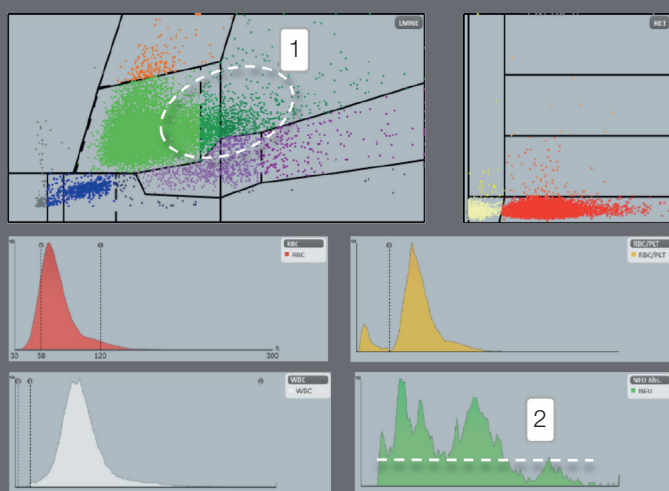 LMNE
RET
1
RBC
RBC
RBC/PLT
RBC/PLT
30 58 120 300
WBC
WBC
NEU Abs.
NEU
2